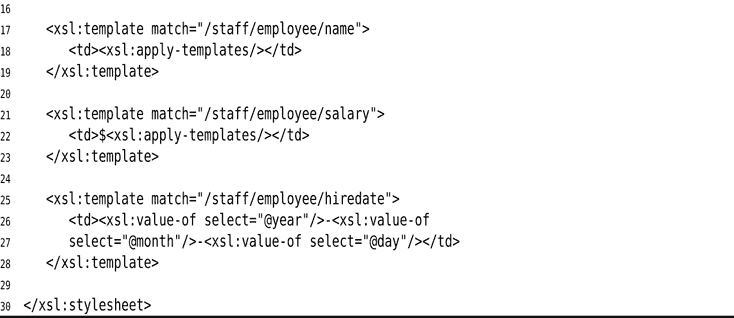 16
17 <xsl:template match="/staff/employee/name">
18 <td><xsl:apply-templates/></td>
19 </xsl:template>
20
21 <xsl:template match="/staff/employee/salary">
22 <td>$<xsl:apply-templates/></td>
23 </xsl:template>
24
25 <xsl:template match="/staff/employee/hiredate">
26 <td><xsl:value-of select="@year"/>-<xsl:value-of
27 select="@month"/>-<xsl:value-of select="@day"/></td>
28 </xsl:template>
29
30 </xsl:stylesheet>